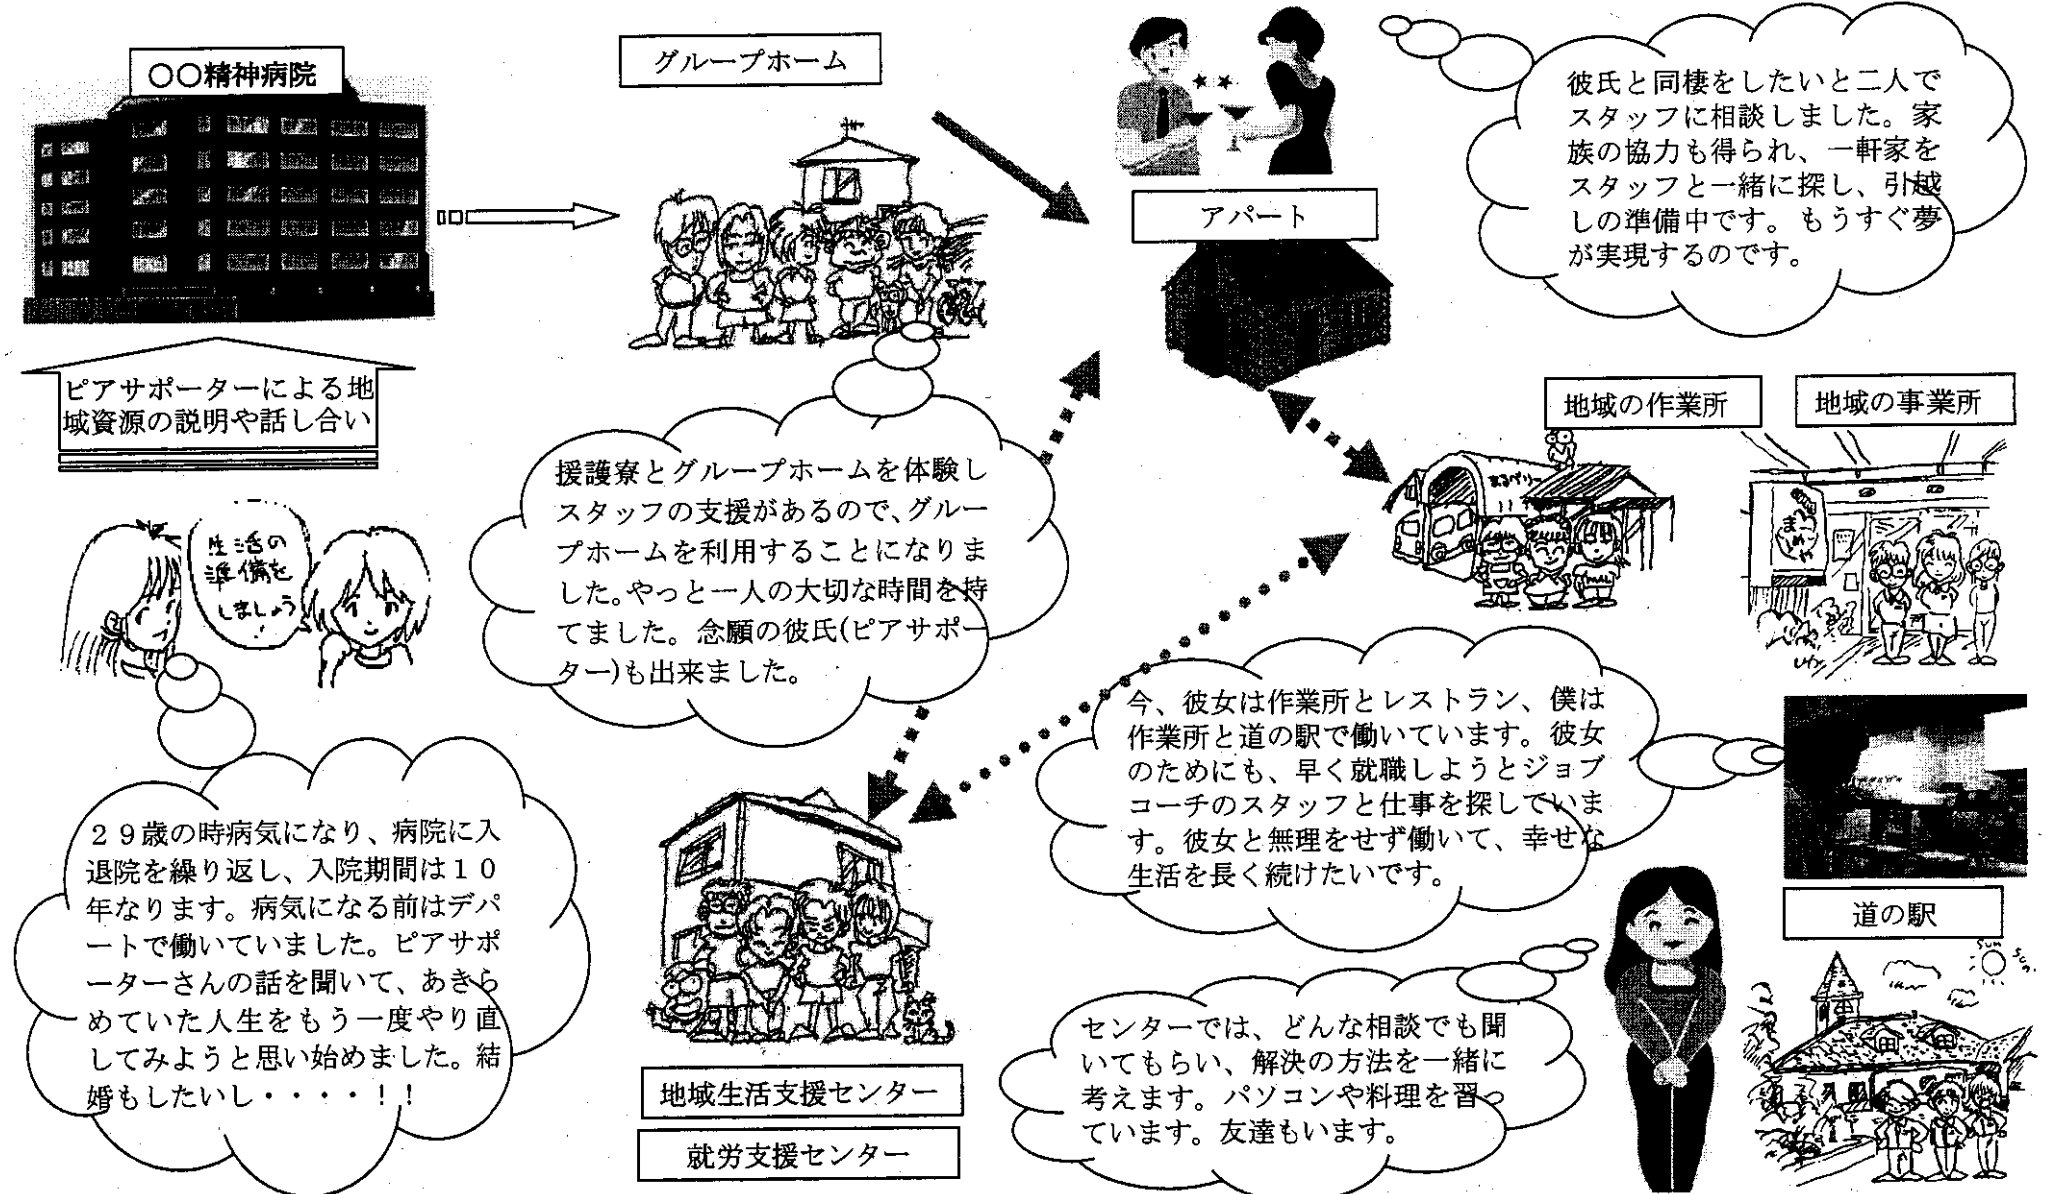 〇〇精神病院
グループホーム
アパート
彼氏と同棲をしたいと二人で
スタッフに相談しました。家
族の協力も得られ、一軒家を
スタッフと一緒に探し、引越
しの準備中です。もうすぐ夢
が実現するのです。
ピアサポーターによる地
域資源の説明や話し合い
生活の
準備を
しましょう
!
２９歳の時病気になり、病院に入
退院を繰り返し、入院期間は１０
年なります。病気になる前はデパ
ートで働いていました。ピアサポ
ーターさんの話を聞いて、あきら
めていた人生をもう一度やり直
してみようと思い始めました。結
婚もしたいし・・・・！！
援護寮とグループホームを体験し
スタッフの支援があるので、グルー
プホームを利用することになりま
した。やっと一人の大切な時間を持
てました。念願の彼氏(ピアサポー
ター)も出来ました。
地域の作業所
地域の事業所
まるベリー
今、彼女は作業所とレストラン、僕は
作業所と道の駅で働いています。彼女
のためにも、早く就職しようとジョブ
コーチのスタッフと仕事を探していま
す。彼女と無理をせず働いて、幸せな
生活を長く続けたいです。
道の駅
sun
sun
センターでは、どんな相談でも聞
いてもらい、解決の方法を一緒に
考えます。パソコンや料理を習っ
ています。友達もいます。
地域生活支援センター
就労支援センター